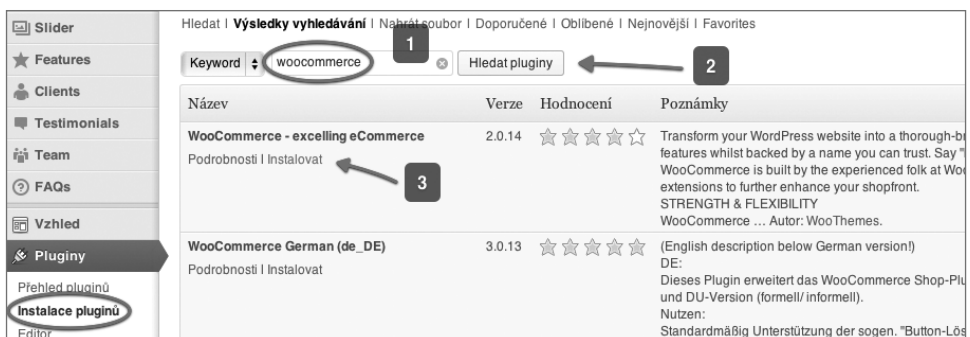 Slider
Features
Clients
Testimonials
Team
FAQs
Vzhled
Pluginy
Přehled pluginů
Instalace pluginů
Editor
Hledat | Výsledky vyhledávání | Nahrát soubor | Doporučené | Oblíbené | Nejnovější | Favorites
1
Keyword woocommerce Hledat pluginy
2
Název Verze Hodnocení Poznámky
WooCommerce - excelling eCommerce 2.0.14
Podrobnosti | Instalovat
3
Transform your WordPress website into a thorough-br
features whilst backed by a name you can trust. Say "
WooCommerce is built by the experienced folk at Woo
extensions to further enhance your shopfront.
STRENGTH & FLEXIBILITY
WooCommerce … Autor: WooThemes.
WooCommerce German (de_DE) 3.0.13
Podrobnosti | Instalovat
(English description below German version!)
DE:
Dieses Plugin erweitert das WooCommerce Shop-Plu
und DU-Version (formell/ informell).
Nutzen:
Standardmäßig Unterstützung der sogen. "Button-Lös